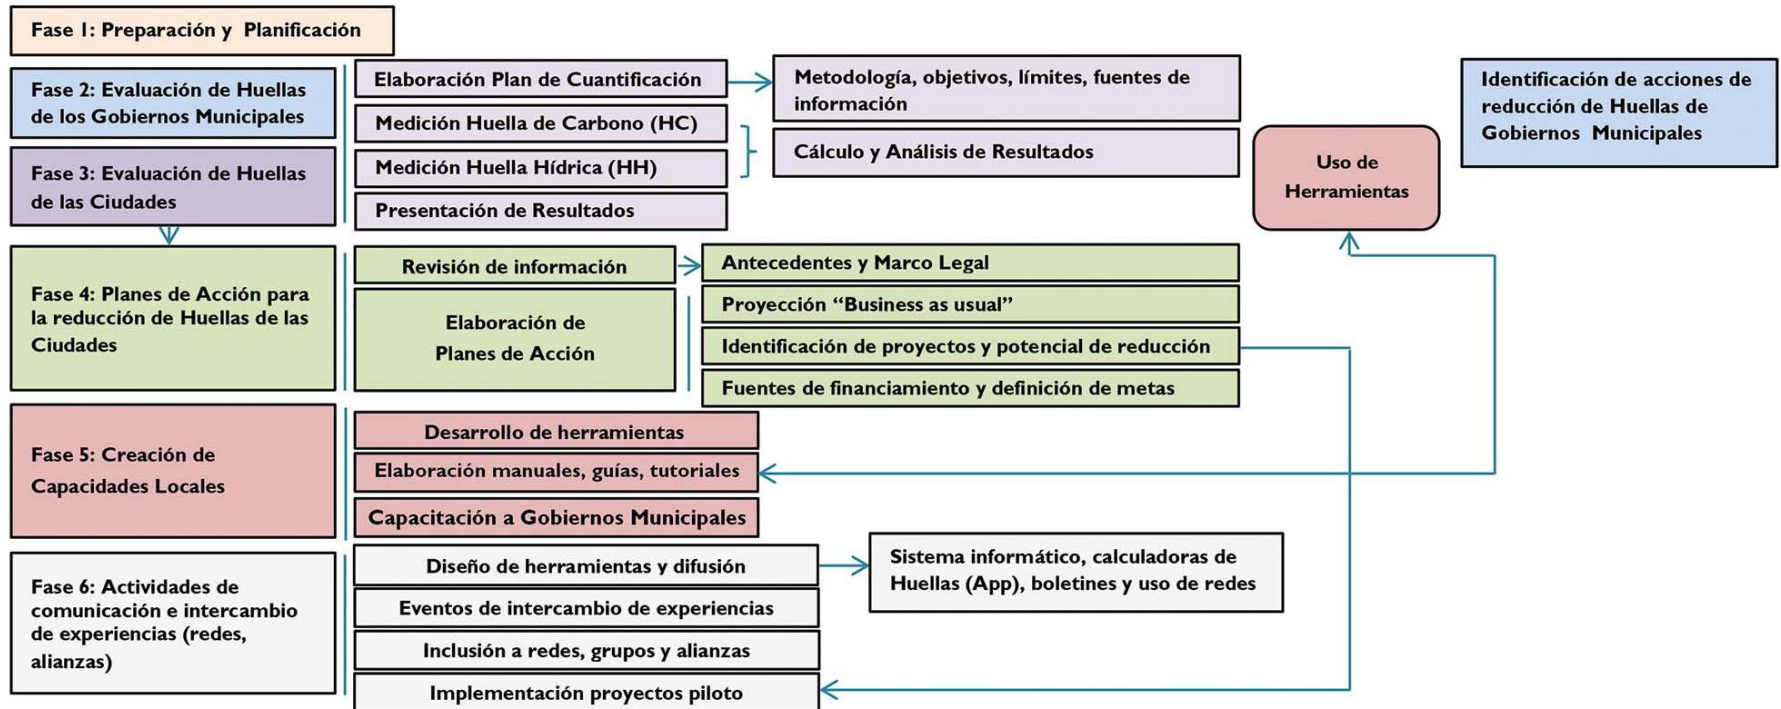 Fase 1: Preparación y Planificación
Fase 2: Evaluación de Huellas
de los Gobiernos Municipales
Fase 3: Evaluación de Huellas
de las Ciudades
Elaboración Plan de Cuantificación
Medición Huella de Carbono (HC)
Medición Huella Hídrica (HH)
Presentación de Resultados
Metodología, objetivos, límites, fuentes de
información
Cálculo y Análisis de Resultados
Uso de
Herramientas
Identificación de acciones de
reducción de Huellas de
Gobiernos Municipales
Fase 4: Planes de Acción para
la reducción de Huellas de las
Ciudades
Revisión de información
Elaboración de
Planes de Acción
Antecedentes y Marco Legal
Proyección “Business as usual”
Identificación de proyectos y potencial de reducción
Fuentes de financiamiento y definición de metas
Fase 5: Creación de
Capacidades Locales
Desarrollo de herramientas
Elaboración manuales, guías, tutoriales
Capacitación a Gobiernos Municipales
Fase 6: Actividades de
comunicación e intercambio
de experiencias (redes,
alianzas)
Diseño de herramientas y difusión
Eventos de intercambio de experiencias
Inclusión a redes, grupos y alianzas
Implementación proyectos piloto
Sistema informático, calculadoras de
Huellas (App), boletines y uso de redes